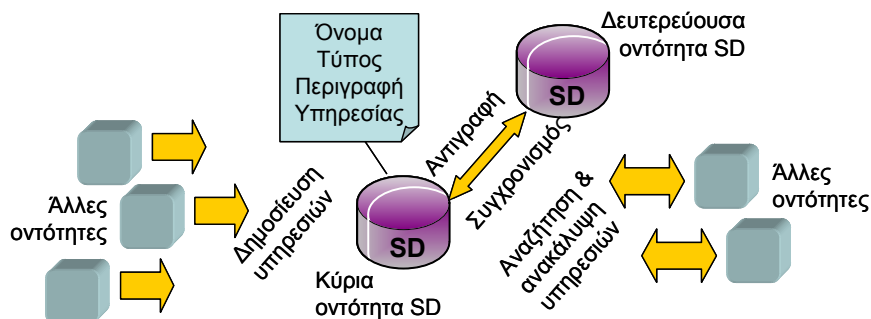 Όνομα
Τύπος
Περιγραφή
Υπηρεσίας
Δευτερεύουσα
οντότητα SD
SD
Αντιγραφή
Συγχρονισμός
Άλλες
οντότητες
Δημοσίευση
υπηρεσιών
SD
Κύρια
οντότητα SD
Αναζήτηση &
ανακάλυψη
υπηρεσιών
Άλλες
οντότητες